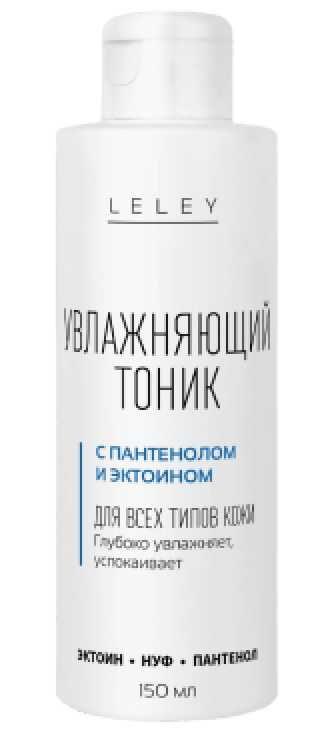 LELEY
УВЛАЖНЯЮЩИЙ
ТОНИК
С ПАНТЕНОЛОМ
И ЭКТОИНОМ
ДЛЯ ВСЕХ ТИПОВ КОЖИ
Глубоко увлажняет,
успокаивает
ЭКТОИН • НУФ • ПАНТЕНОЛ
150 мл